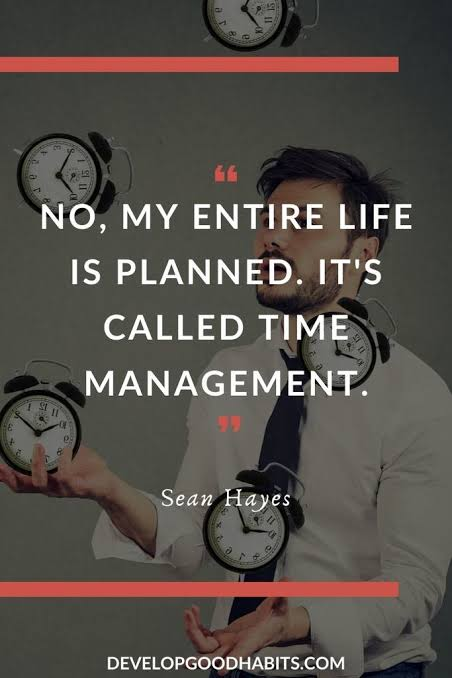 “
NO, MY ENTIRE LIFE
IS PLANNED. IT'S
CALLED TIME
MANAGEMENT.
”
Sean Hayes
DEVELOPGOODHABITS.COM